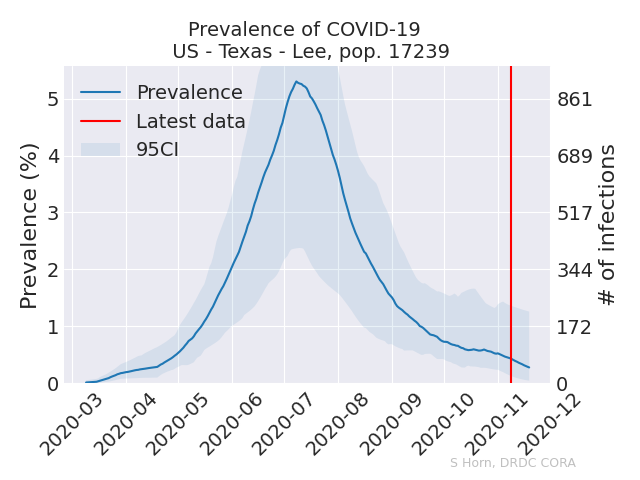 Prevalence of COVID-19
US - Texas - Lee, pop. 17239
Prevalence
Latest data
95CI
Prevalence (%)
5
4
3
2
1
0
861
689
517
344
172
0
# of infections
2020-03
2020-04
2020-05
2020-06
2020-07
2020-08
2020-09
2020-10
2020-11
2020-12
S Horn, DRDC CORA